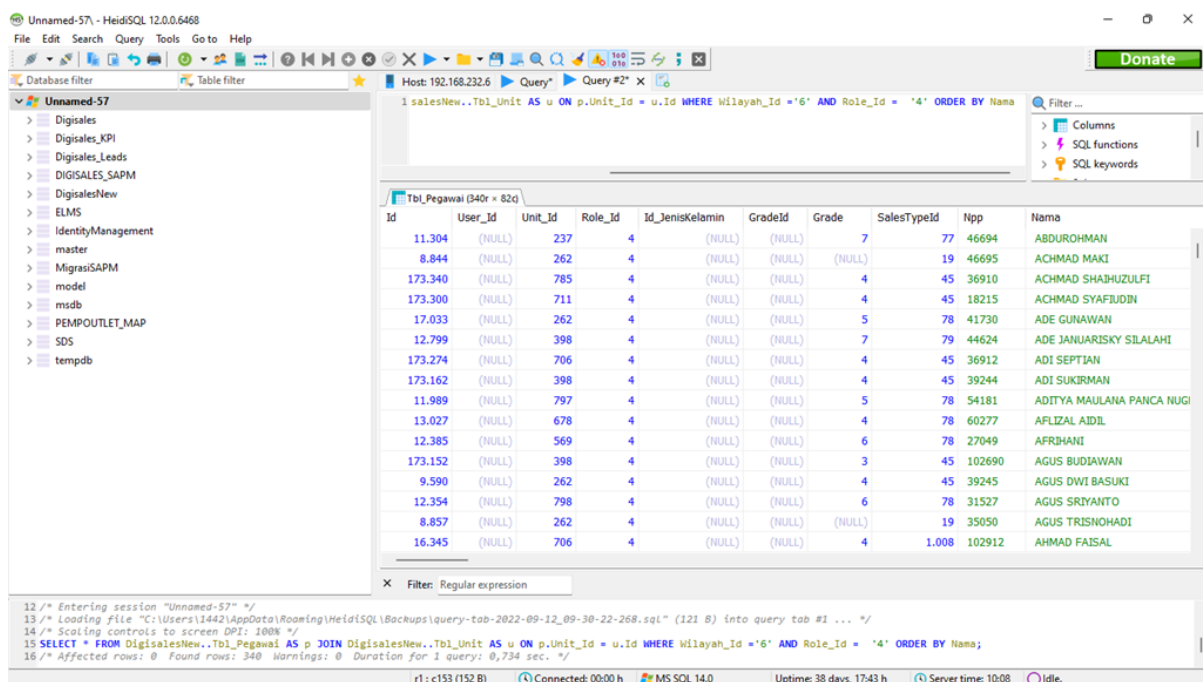 Unnamed-57\ - HeidiSQL 12.0.0.6468
File Edit Search Query Tools Go to Help
Donate
Database filter Table filter Host: 192.168.232.6 Query* Query #2*
Unnamed-57
Digisales
Digisales_KPI
Digisales_Leads
DIGISALES_SAPM
DigisalesNew
ELMS
IdentityManagement
master
MigrasiSAPM
model
msdb
PEMPOUTLET_MAP
SDS
tempdb
1 salesNew..Tbl_Unit AS u ON p.Unit_Id = u.Id WHERE Wilayah_Id ='6' AND Role_Id = '4' ORDER BY Nama
Filter ...
Columns
SQL functions
SQL keywords
Tbl_Pegawai (340r × 82c)
Id User_Id Unit_Id Role_Id Id_JenisKelamin GradeId Grade SalesTypeId Npp Nama
11.304 (NULL) 237 4 (NULL) (NULL) 7 77 46694 ABDUROHMAN
8.844 (NULL) 262 4 (NULL) (NULL) (NULL) 19 46695 ACHMAD MAKI
173.340 (NULL) 785 4 (NULL) (NULL) 4 45 36910 ACHMAD SHAIHUZULFI
173.300 (NULL) 711 4 (NULL) (NULL) 4 45 18215 ACHMAD SYAFIUDIN
17.033 (NULL) 262 4 (NULL) (NULL) 5 78 41730 ADE GUNAWAN
12.799 (NULL) 398 4 (NULL) (NULL) 7 79 44624 ADE JANUARISKY SILALAHI
173.274 (NULL) 706 4 (NULL) (NULL) 4 45 36912 ADI SEPTIAN
173.162 (NULL) 398 4 (NULL) (NULL) 4 45 39244 ADI SUKIRMAN
11.989 (NULL) 797 4 (NULL) (NULL) 5 78 54181 ADITYA MAULANA PANCA NUG
13.027 (NULL) 678 4 (NULL) (NULL) 4 78 60277 AFLIZAL AIDIL
12.385 (NULL) 569 4 (NULL) (NULL) 6 78 27049 AFRIHANI
173.152 (NULL) 398 4 (NULL) (NULL) 3 45 102690 AGUS BUDIAWAN
9.590 (NULL) 262 4 (NULL) (NULL) 4 45 39245 AGUS DWI BASUKI
12.354 (NULL) 798 4 (NULL) (NULL) 6 78 31527 AGUS SRIYANTO
8.857 (NULL) 262 4 (NULL) (NULL) (NULL) 19 35050 AGUS TRISNOHADI
16.345 (NULL) 706 4 (NULL) (NULL) 4 1.008 102912 AHMAD FAISAL
Filter: Regular expression
12 /* Entering session "Unnamed-57" */
13 /* Loading file "C:\Users\1442\AppData\Roaming\HeidiSQL\Backups\query-tab-2022-09-12_09-30-22-268.sql" (121 B) into query tab #1 ... */
14 /* Scaling controls to screen DPI: 100% */
15 SELECT * FROM DigisalesNew..Tbl_Pegawai AS p JOIN DigisalesNew..Tbl_Unit AS u ON p.Unit_Id = u.Id WHERE Wilayah_Id ='6' AND Role_Id = '4' ORDER BY Nama;
16 /* Affected rows: 0 Found rows: 340 Warnings: 0 Duration for 1 query: 0,734 sec. */
r1 : c153 (152 B) Connected: 00:00 h MS SQL 14.0 Uptime: 38 days, 17:43 h Server time: 10:08 Idle.